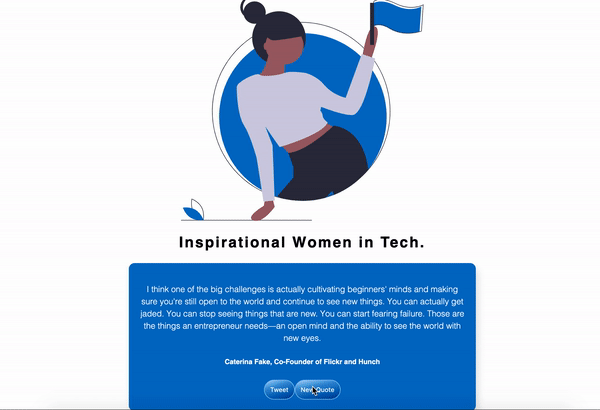 Inspirational Women in Tech.
I think one of the big challenges is actually cultivating beginners' minds and making
sure you're still open to the world and continue to see new things. You can actually get
jaded. You can stop seeing things that are new. You can start fearing failure. Those are
the things an entrepreneur needs—an open mind and the ability to see the world with
new eyes.
Caterina Fake, Co-Founder of Flickr and Hunch
Tweet New Quote